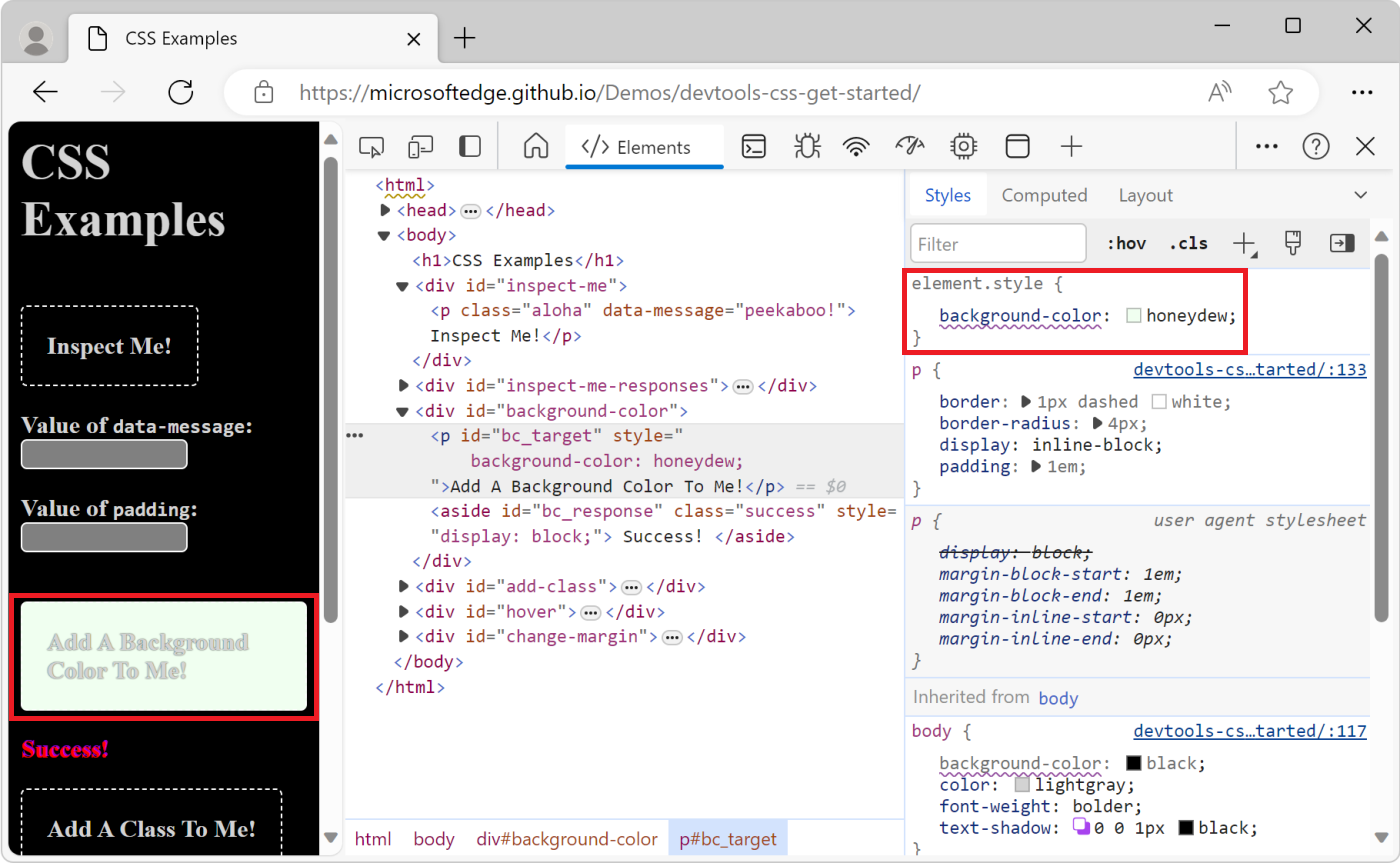 CSS Examples
https://microsoftedge.github.io/Demos/devtools-css-get-started/
CSS
Examples
Inspect Me!
Value of data-message:
Value of padding:
Add A Background
Color To Me!
Success!
Add A Class To Me!
</> Elements
<html>
<head> ... </head>
<body>
<h1>CSS Examples</h1>
<div id="inspect-me">
<p class="aloha" data-message="peekaboo!">
Inspect Me!</p>
</div>
<div id="inspect-me-responses"> ... </div>
<div id="background-color">
... <p id="bc_target" style="
background-color: honeydew;
">Add A Background Color To Me!</p> == $0
<aside id="bc_response" class="success" style=
"display: block;"> Success! </aside>
</div>
<div id="add-class"> ... </div>
<div id="hover"> ... </div>
<div id="change-margin"> ... </div>
</body>
</html>
html body div#background-color p#bc_target
Styles Computed Layout
Filter :hov .cls
element.style {
background-color: honeydew;
}
p { devtools-cs…tarted/:133
border: 1px dashed white;
border-radius: 4px;
display: inline-block;
padding: 1em;
}
p { user agent stylesheet
display: block;
margin-block-start: 1em;
margin-block-end: 1em;
margin-inline-start: 0px;
margin-inline-end: 0px;
}
Inherited from body
body { devtools-cs…tarted/:117
background-color: black;
color: lightgray;
font-weight: bolder;
text-shadow: 0 0 1px black;
}